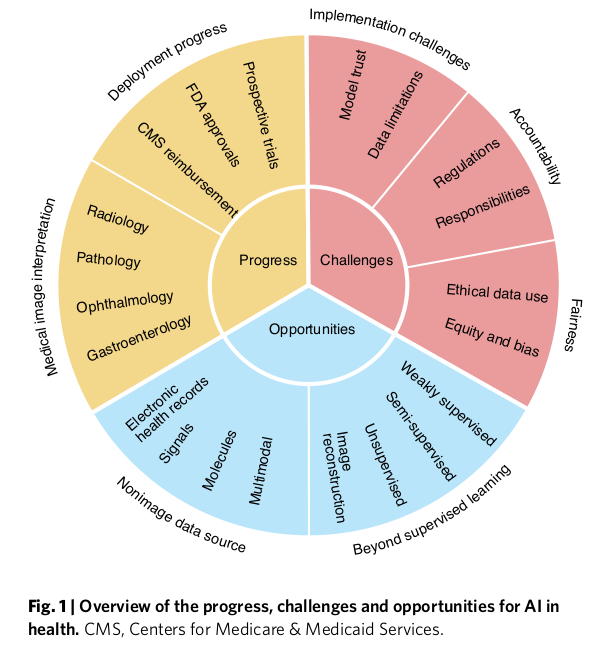 Deployment progress
Prospective trials
FDA approvals
CMS reimbursement
Medical image interpretation
Radiology
Pathology
Ophthalmology
Gastroenterology
Progress
Implementation challenges
Model trust
Data limitations
Accountability
Regulations
Responsibilities
Fairness
Ethical data use
Equity and bias
Challenges
Opportunities
Nonimage data source
Electronic
health records
Signals
Molecules
Multimodal
Beyond supervised learning
Image
reconstruction
Unsupervised
Semi-supervised
Weakly supervised
Fig. 1 | Overview of the progress, challenges and opportunities for AI in
health. CMS, Centers for Medicare & Medicaid Services.